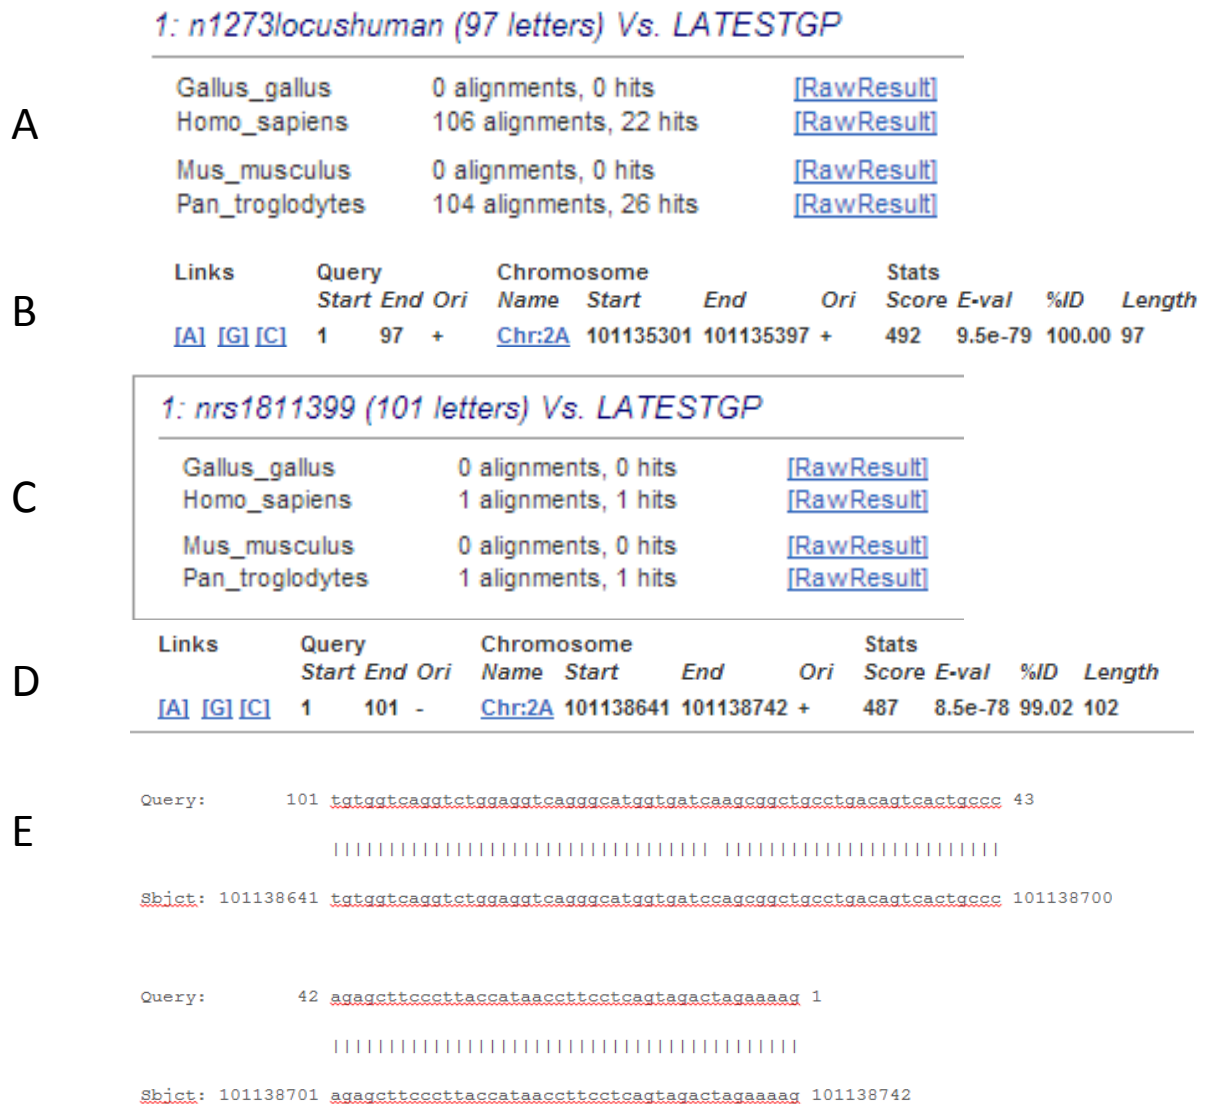 1: n1273locushuman (97 letters) Vs. LATESTGP
A
Gallus_gallus 0 alignments, 0 hits [RawResult]
Homo_sapiens 106 alignments, 22 hits [RawResult]
Mus_musculus 0 alignments, 0 hits [RawResult]
Pan_troglodytes 104 alignments, 26 hits [RawResult]
B
Links Query Chromosome Stats
Start End Ori Name Start End Ori Score E-val %ID Length
[A] [G] [C] 1 97 + Chr:2A 101135301 101135397 + 492 9.5e-79 100.00 97
1: nrs1811399 (101 letters) Vs. LATESTGP
C
Gallus_gallus 0 alignments, 0 hits [RawResult]
Homo_sapiens 1 alignments, 1 hits [RawResult]
Mus_musculus 0 alignments, 0 hits [RawResult]
Pan_troglodytes 1 alignments, 1 hits [RawResult]
D
Links Query Chromosome Stats
Start End Ori Name Start End Ori Score E-val %ID Length
[A] [G] [C] 1 101 - Chr:2A 101138641 101138742 + 487 8.5e-78 99.02 102
E
Query: 101 tgtggtcaggtctggaggtcagggcatggtgatcaagcggctgcctgacagtcactgccc 43
|||||||||||||||||||||||||||||||||| |||||||||||||||||||||||||
Sbjct: 101138641 tgtggtcaggtctggaggtcagggcatggtgatccagcggctgcctgacagtcactgccc 101138700
Query: 42 agagcttcccttaccataaccttcctcagtagactagaaaag 1
||||||||||||||||||||||||||||||||||||||||||
Sbjct: 101138701 agagcttcccttaccataaccttcctcagtagactagaaaag 101138742